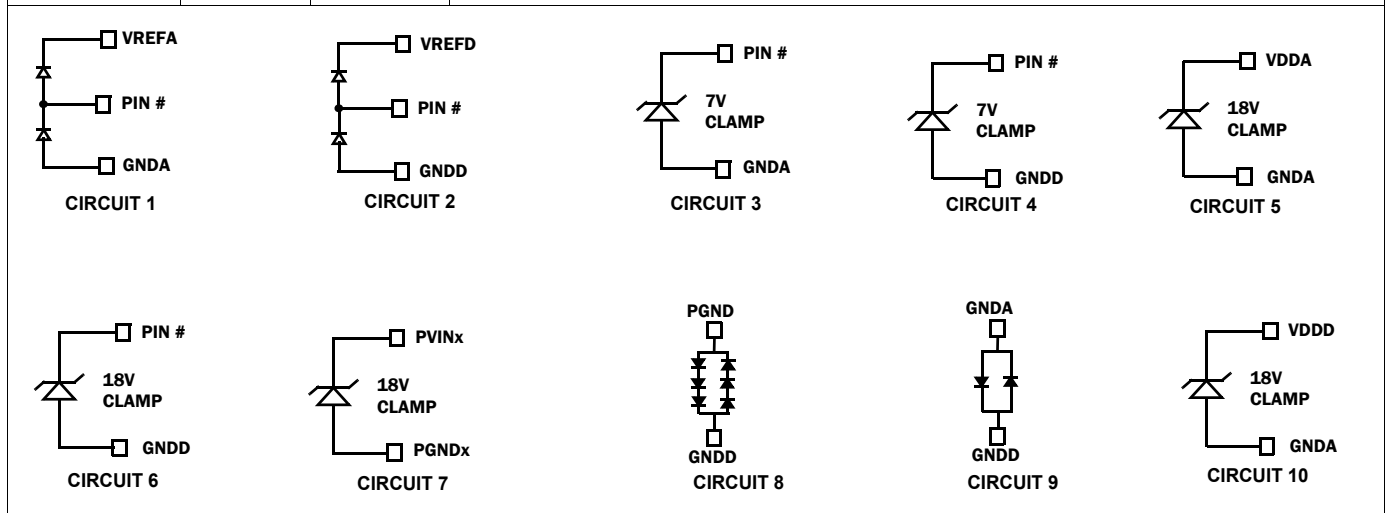 VREFA
PIN #
GNDA
CIRCUIT 1
VREFD
PIN #
GNDD
CIRCUIT 2
PIN #
7V
CLAMP
GNDA
CIRCUIT 3
PIN #
7V
CLAMP
GNDD
CIRCUIT 4
VDDA
18V
CLAMP
GNDA
CIRCUIT 5
PIN #
18V
CLAMP
GNDD
CIRCUIT 6
PVINx
18V
CLAMP
PGNDx
CIRCUIT 7
PGND
GNDD
CIRCUIT 8
GNDA
GNDD
CIRCUIT 9
VDDD
18V
CLAMP
GNDA
CIRCUIT 10